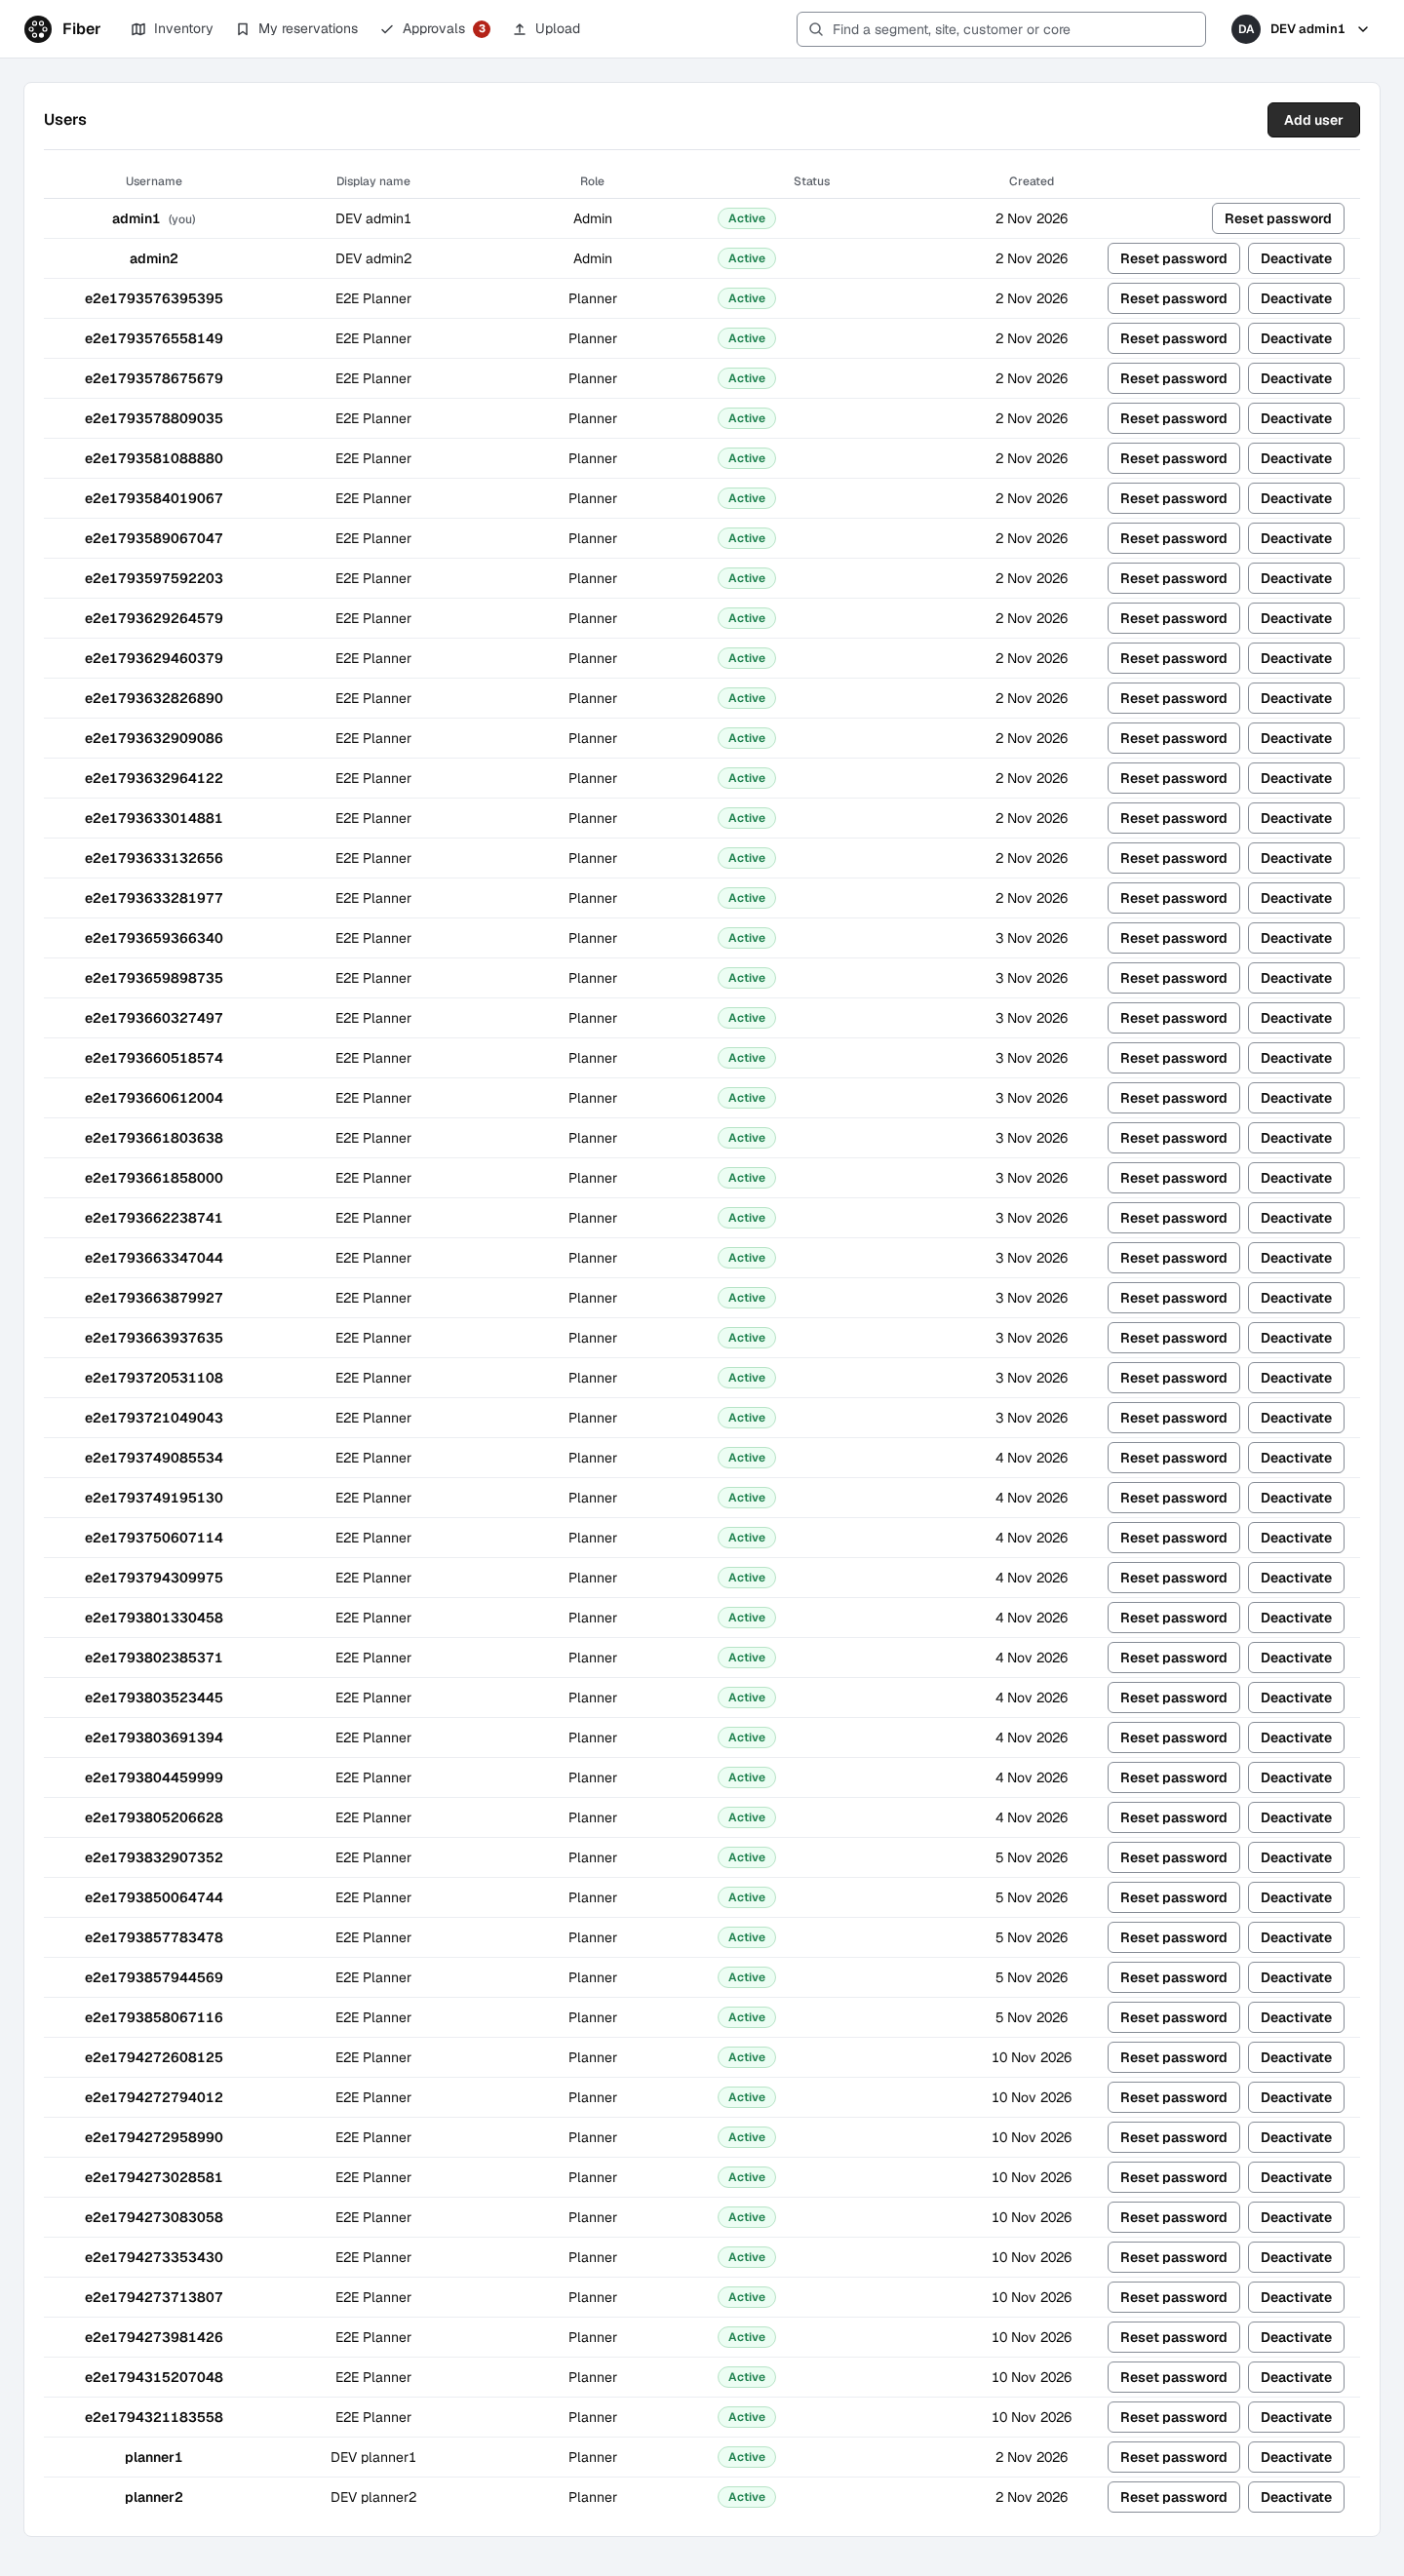 Fiber Inventory My reservations Approvals 3 Upload Find a segment, site, customer or core DA DEV admin1
Users Add user
Username Display name Role Status Created
admin1 (you) DEV admin1 Admin Active 2 Nov 2026 Reset password
admin2 DEV admin2 Admin Active 2 Nov 2026 Reset password Deactivate
e2e1793576395395 E2E Planner Planner Active 2 Nov 2026 Reset password Deactivate
e2e1793576558149 E2E Planner Planner Active 2 Nov 2026 Reset password Deactivate
e2e1793578675679 E2E Planner Planner Active 2 Nov 2026 Reset password Deactivate
e2e1793578809035 E2E Planner Planner Active 2 Nov 2026 Reset password Deactivate
e2e1793581088880 E2E Planner Planner Active 2 Nov 2026 Reset password Deactivate
e2e1793584019067 E2E Planner Planner Active 2 Nov 2026 Reset password Deactivate
e2e1793589067047 E2E Planner Planner Active 2 Nov 2026 Reset password Deactivate
e2e1793597592203 E2E Planner Planner Active 2 Nov 2026 Reset password Deactivate
e2e1793629264579 E2E Planner Planner Active 2 Nov 2026 Reset password Deactivate
e2e1793629460379 E2E Planner Planner Active 2 Nov 2026 Reset password Deactivate
e2e1793632826890 E2E Planner Planner Active 2 Nov 2026 Reset password Deactivate
e2e1793632909086 E2E Planner Planner Active 2 Nov 2026 Reset password Deactivate
e2e1793632964122 E2E Planner Planner Active 2 Nov 2026 Reset password Deactivate
e2e1793633014881 E2E Planner Planner Active 2 Nov 2026 Reset password Deactivate
e2e1793633132656 E2E Planner Planner Active 2 Nov 2026 Reset password Deactivate
e2e1793633281977 E2E Planner Planner Active 2 Nov 2026 Reset password Deactivate
e2e1793659366340 E2E Planner Planner Active 3 Nov 2026 Reset password Deactivate
e2e1793659898735 E2E Planner Planner Active 3 Nov 2026 Reset password Deactivate
e2e1793660327497 E2E Planner Planner Active 3 Nov 2026 Reset password Deactivate
e2e1793660518574 E2E Planner Planner Active 3 Nov 2026 Reset password Deactivate
e2e1793660612004 E2E Planner Planner Active 3 Nov 2026 Reset password Deactivate
e2e1793661803638 E2E Planner Planner Active 3 Nov 2026 Reset password Deactivate
e2e1793661858000 E2E Planner Planner Active 3 Nov 2026 Reset password Deactivate
e2e1793662238741 E2E Planner Planner Active 3 Nov 2026 Reset password Deactivate
e2e1793663347044 E2E Planner Planner Active 3 Nov 2026 Reset password Deactivate
e2e1793663879927 E2E Planner Planner Active 3 Nov 2026 Reset password Deactivate
e2e1793663937635 E2E Planner Planner Active 3 Nov 2026 Reset password Deactivate
e2e1793720531108 E2E Planner Planner Active 3 Nov 2026 Reset password Deactivate
e2e1793721049043 E2E Planner Planner Active 3 Nov 2026 Reset password Deactivate
e2e1793749085534 E2E Planner Planner Active 4 Nov 2026 Reset password Deactivate
e2e1793749195130 E2E Planner Planner Active 4 Nov 2026 Reset password Deactivate
e2e1793750607114 E2E Planner Planner Active 4 Nov 2026 Reset password Deactivate
e2e1793794309975 E2E Planner Planner Active 4 Nov 2026 Reset password Deactivate
e2e1793801330458 E2E Planner Planner Active 4 Nov 2026 Reset password Deactivate
e2e1793802385371 E2E Planner Planner Active 4 Nov 2026 Reset password Deactivate
e2e1793803523445 E2E Planner Planner Active 4 Nov 2026 Reset password Deactivate
e2e1793803691394 E2E Planner Planner Active 4 Nov 2026 Reset password Deactivate
e2e1793804459999 E2E Planner Planner Active 4 Nov 2026 Reset password Deactivate
e2e1793805206628 E2E Planner Planner Active 4 Nov 2026 Reset password Deactivate
e2e1793832907352 E2E Planner Planner Active 5 Nov 2026 Reset password Deactivate
e2e1793850064744 E2E Planner Planner Active 5 Nov 2026 Reset password Deactivate
e2e1793857783478 E2E Planner Planner Active 5 Nov 2026 Reset password Deactivate
e2e1793857944569 E2E Planner Planner Active 5 Nov 2026 Reset password Deactivate
e2e1793858067116 E2E Planner Planner Active 5 Nov 2026 Reset password Deactivate
e2e1794272608125 E2E Planner Planner Active 10 Nov 2026 Reset password Deactivate
e2e1794272794012 E2E Planner Planner Active 10 Nov 2026 Reset password Deactivate
e2e1794272958990 E2E Planner Planner Active 10 Nov 2026 Reset password Deactivate
e2e1794273028581 E2E Planner Planner Active 10 Nov 2026 Reset password Deactivate
e2e1794273083058 E2E Planner Planner Active 10 Nov 2026 Reset password Deactivate
e2e1794273353430 E2E Planner Planner Active 10 Nov 2026 Reset password Deactivate
e2e1794273713807 E2E Planner Planner Active 10 Nov 2026 Reset password Deactivate
e2e1794273981426 E2E Planner Planner Active 10 Nov 2026 Reset password Deactivate
e2e1794315207048 E2E Planner Planner Active 10 Nov 2026 Reset password Deactivate
e2e1794321183558 E2E Planner Planner Active 10 Nov 2026 Reset password Deactivate
planner1 DEV planner1 Planner Active 2 Nov 2026 Reset password Deactivate
planner2 DEV planner2 Planner Active 2 Nov 2026 Reset password Deactivate